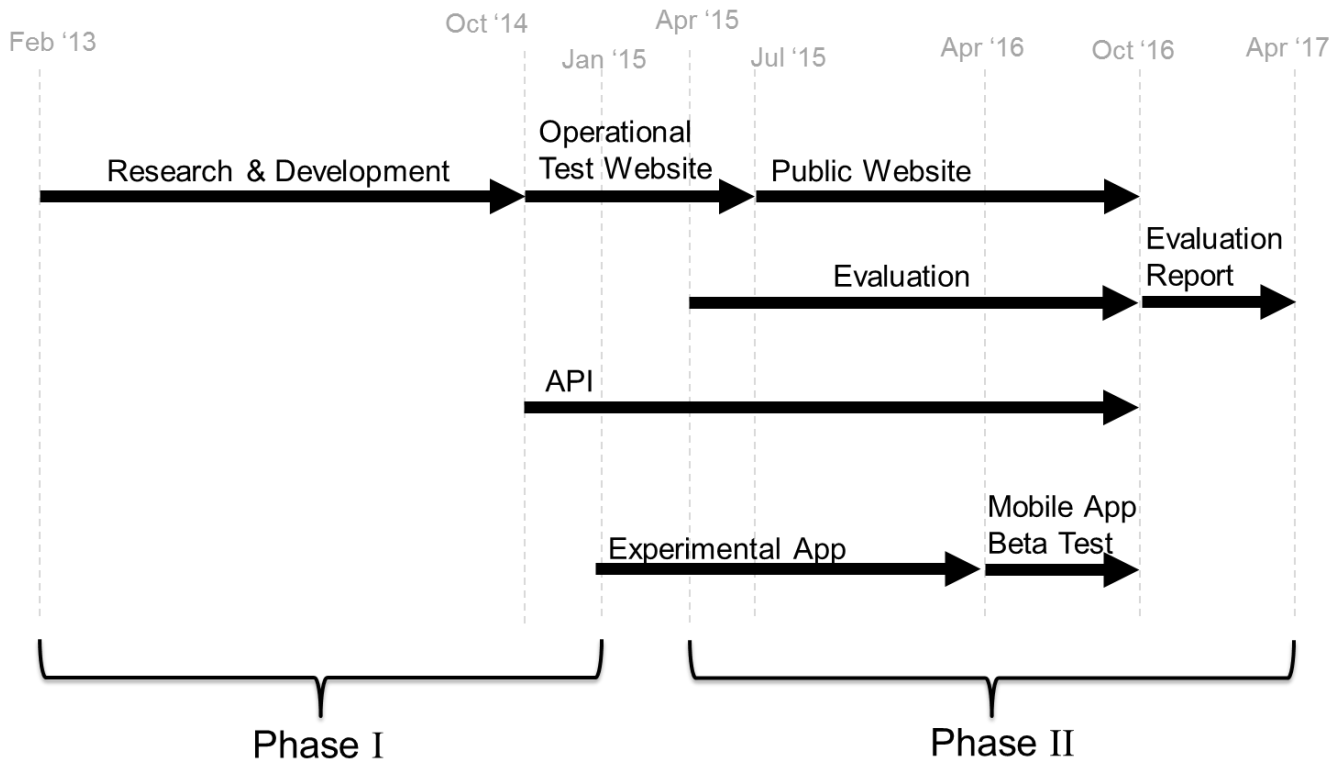 Feb ‘13
Oct ‘14
Jan ‘15
Apr ‘15
Jul ‘15
Apr ‘16
Oct ‘16
Apr ‘17
Research & Development
Operational
Test Website
Public Website
Evaluation
Evaluation
Report
API
Experimental App
Mobile App
Beta Test
Phase I
Phase II